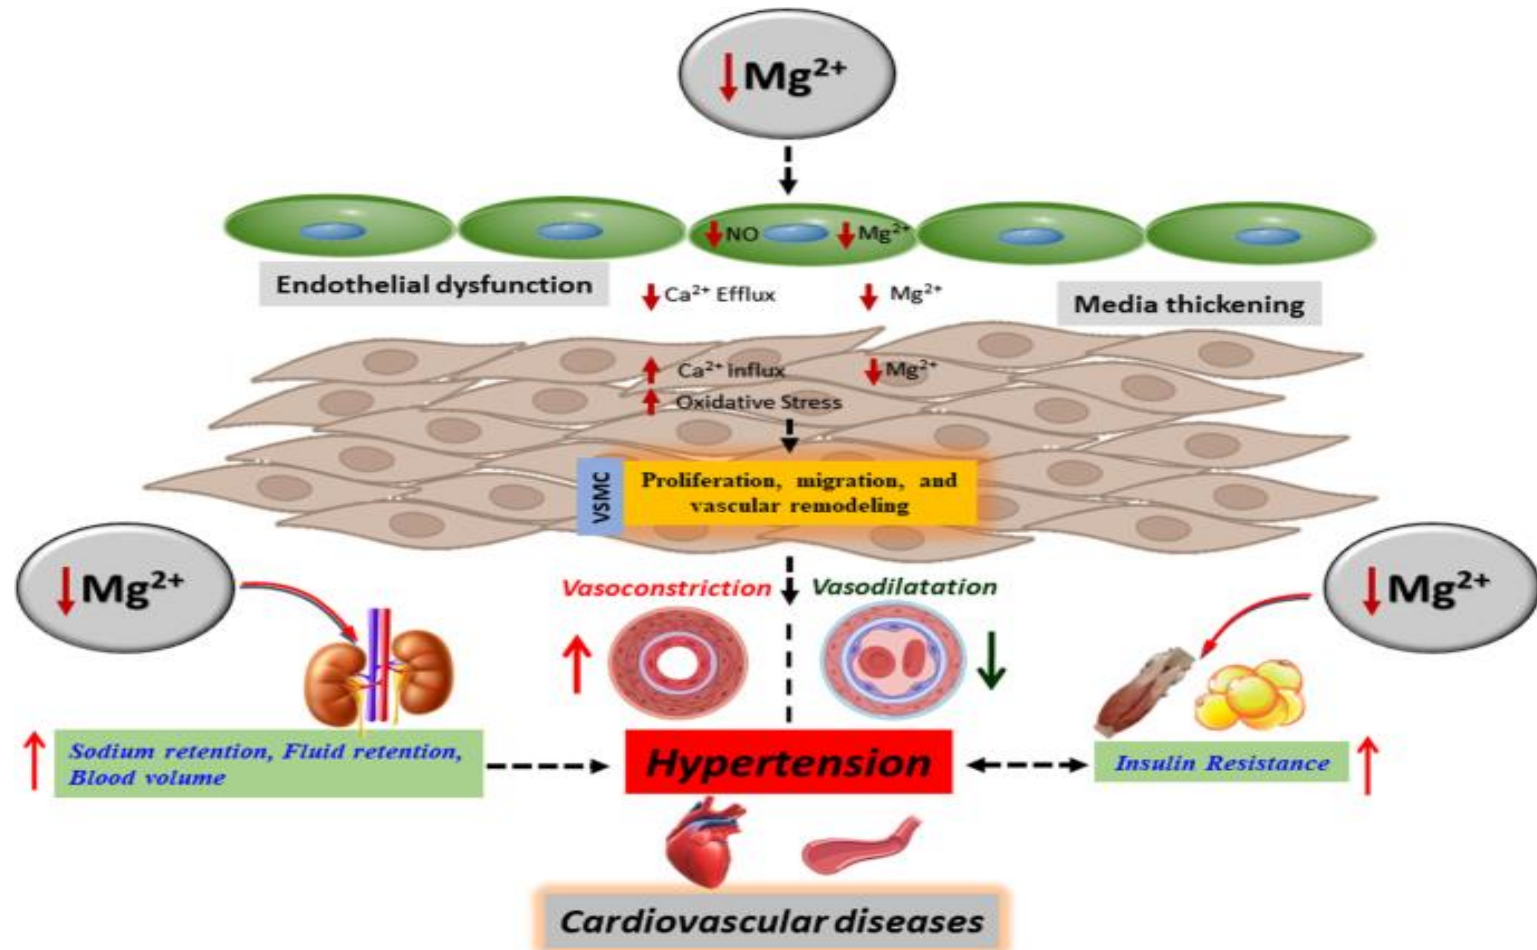 ↓Mg²⁺
↓NO
↓Mg²⁺
Endothelial dysfunction
↓Ca²⁺ Efflux
↓Mg²⁺
Media thickening
↑Ca²⁺ Influx
↓Mg²⁺
↑Oxidative Stress
VSMC
Proliferation, migration, and
vascular remodeling
↓Mg²⁺
Vasoconstriction
Vasodilatation
↓Mg²⁺
↑
↓
↑Sodium retention, Fluid retention,
Blood volume
Hypertension
Insulin Resistance↑
Cardiovascular diseases